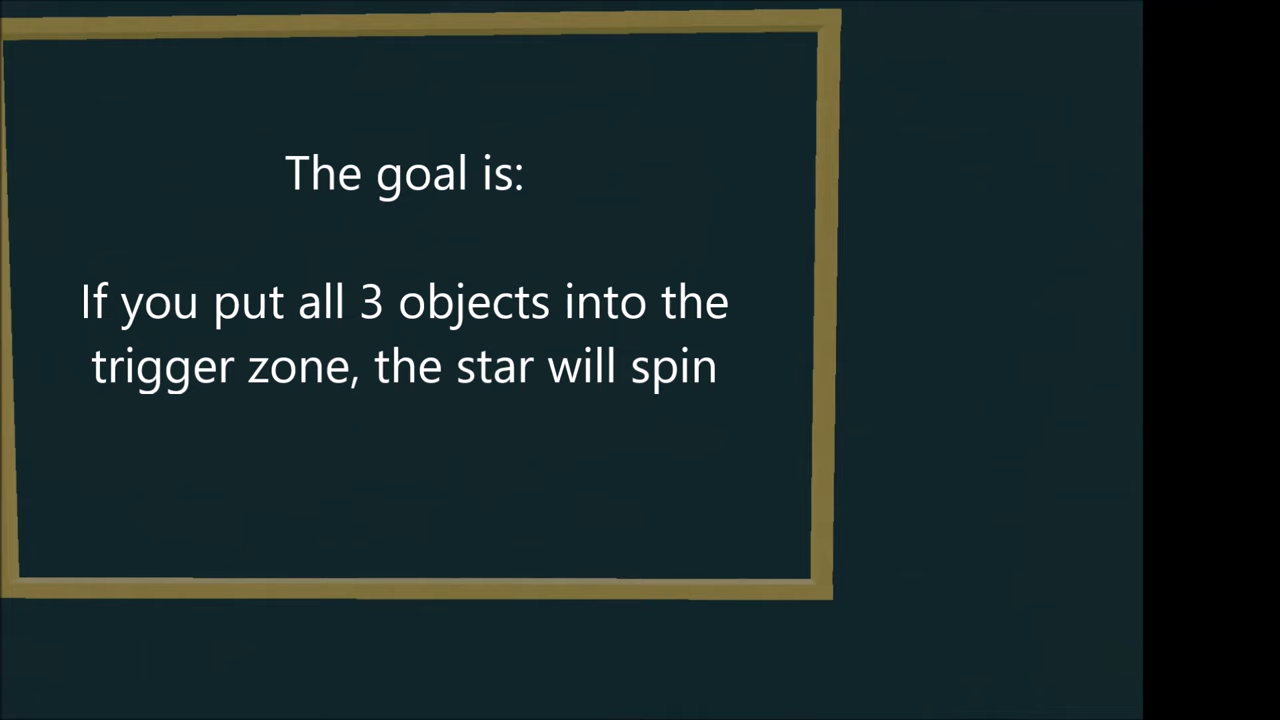 The goal is:
If you put all 3 objects into the
trigger zone, the star will spin